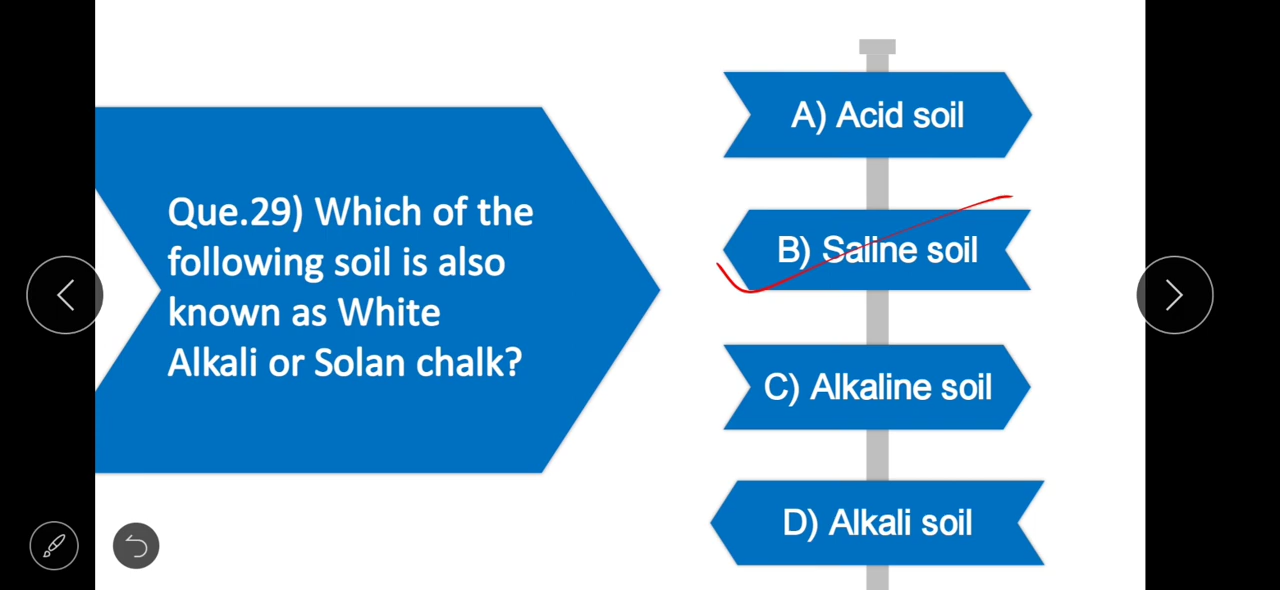 Que.29) Which of the
following soil is also
known as White
Alkali or Solan chalk?
A) Acid soil
B) Saline soil
C) Alkaline soil
D) Alkali soil